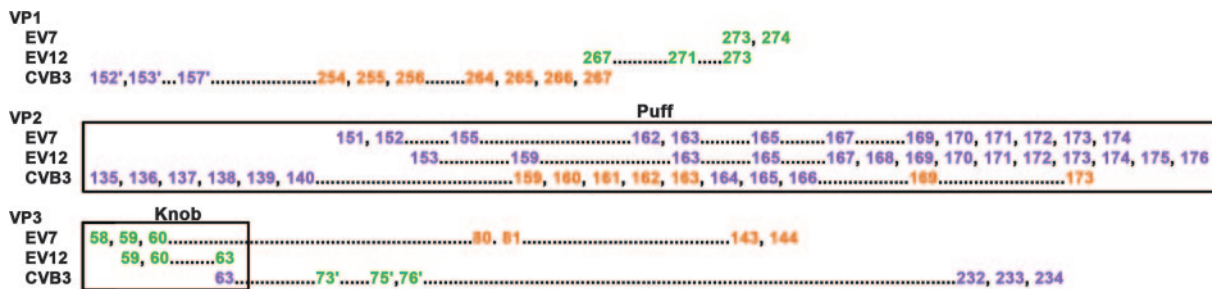 VP1
EV7 273, 274
EV12 267...........271.....273
CVB3 152',153'...157'......................254, 255, 256........264, 265, 266, 267
VP2 Puff
EV7 151, 152.........155...............................162, 163..........165.........167..........169, 170, 171, 172, 173, 174
EV12 153..............159...........................163..........165.........167, 168, 169, 170, 171, 172, 173, 174, 175, 176
CVB3 135, 136, 137, 138, 139, 140........................................159, 160, 161, 162, 163, 164, 165, 166..................169..........................173
VP3 Knob
EV7 58, 59, 60..............................................................80. 81..........................................143, 144
EV12 59, 60.........63
CVB3 63................73'......75',76'...........................................................................................................232, 233, 234